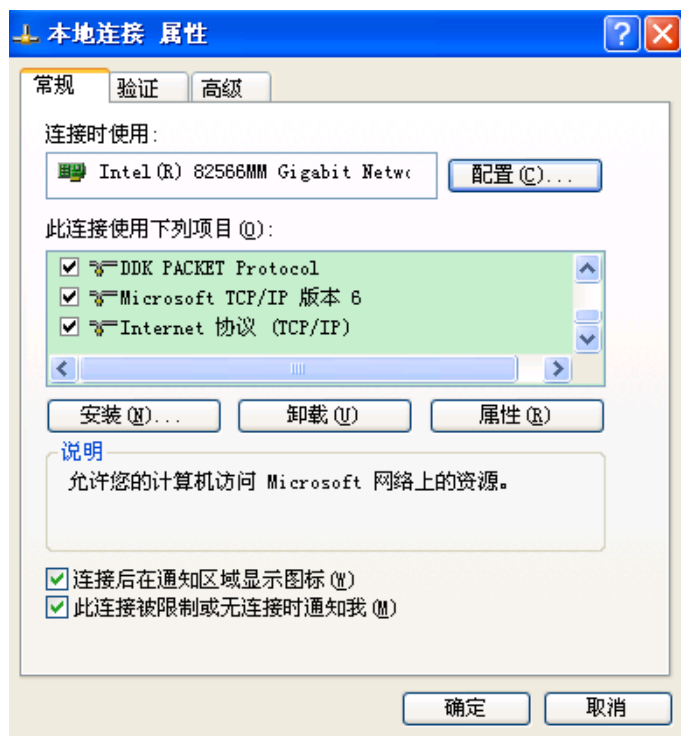 本地连接 属性
常规 验证 高级
连接时使用:
Intel(R) 82566MM Gigabit Netwo
配置(C)...
此连接使用下列项目(O):
DDK PACKET Protocol
Microsoft TCP/IP 版本 6
Internet 协议 (TCP/IP)
安装(N)... 卸载(U) 属性(R)
说明
允许您的计算机访问 Microsoft 网络上的资源。
连接后在通知区域显示图标(W)
此连接被限制或无连接时通知我(M)
确定 取消